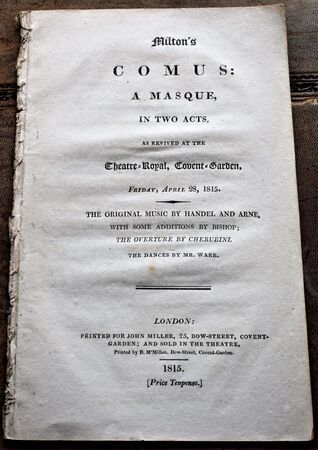 Milton's
COMUS:
A MASQUE,
IN TWO ACTS,
AS REVIVED AT THE
Theatre-Royal, Covent-Garden,
FRIDAY, APRIL 28, 1815.
THE ORIGINAL MUSIC BY HANDEL AND ARNE,
WITH SOME ADDITIONS BY BISHOP;
THE OVERTURE BY CHERUBINI.
THE DANCES BY MR. WARE.
LONDON:
PRINTED FOR JOHN MILLER, 25, BOW-STREET, COVENT-
GARDEN; AND SOLD IN THE THEATRE.
Printed by B. M'Millan, Bow-Street, Covent-Garden.
1815.
[Price Tenpense.]